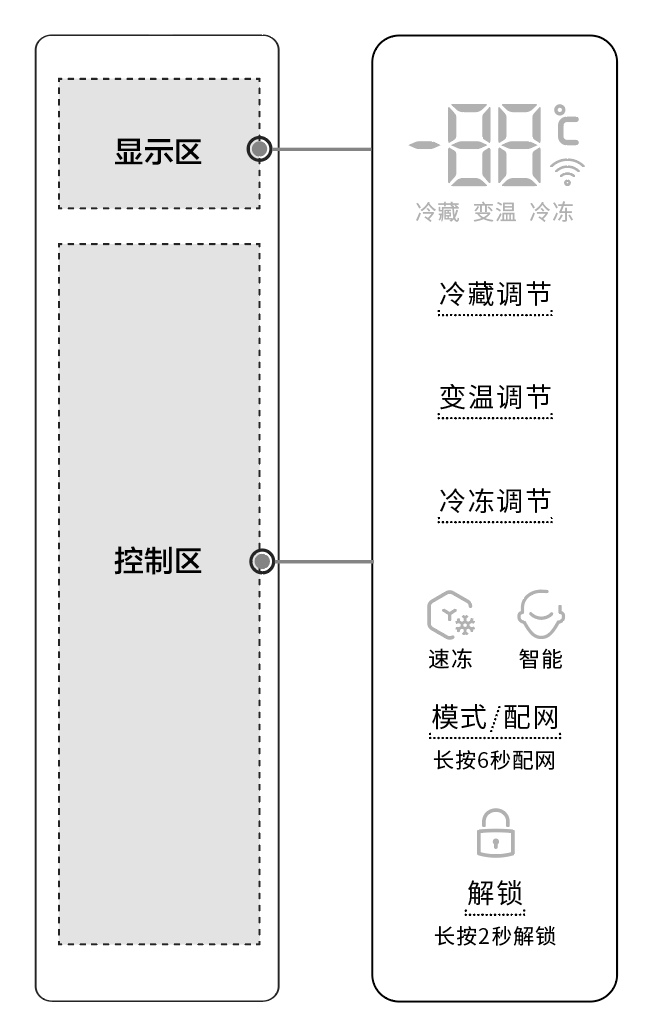 显示区
控制区
-88℃
冷藏 变温 冷冻
冷藏调节
变温调节
冷冻调节
速冻 智能
模式/配网
长按6秒配网
解锁
长按2秒解锁